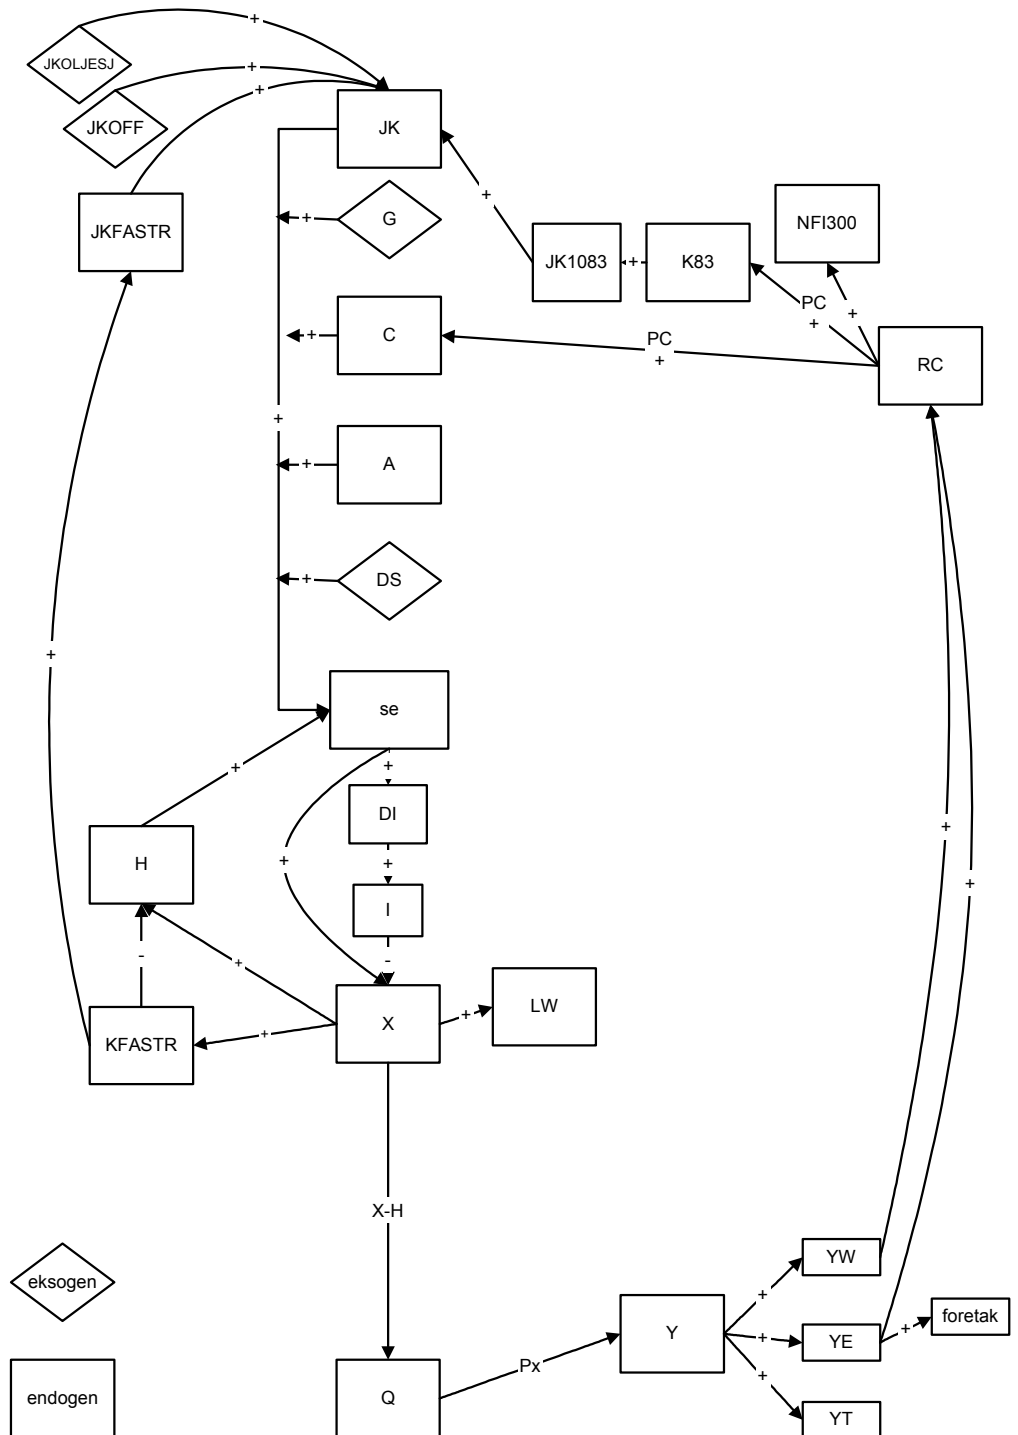 +
JKOLJESJ
+
+
JKOFF
JK
+
NFI300
G
+
JKFASTR
JK1083
+
K83
PC
+
+
C
+
PC
+
RC
+
A
+
DS
+
+
se
+
+
DI
+
H
+
+
+
I
-
-
+
LW
X
+
KFASTR
+
X-H
YW
eksogen
+
foretak
Y
+
YE
+
Px
+
endogen
Q
YT